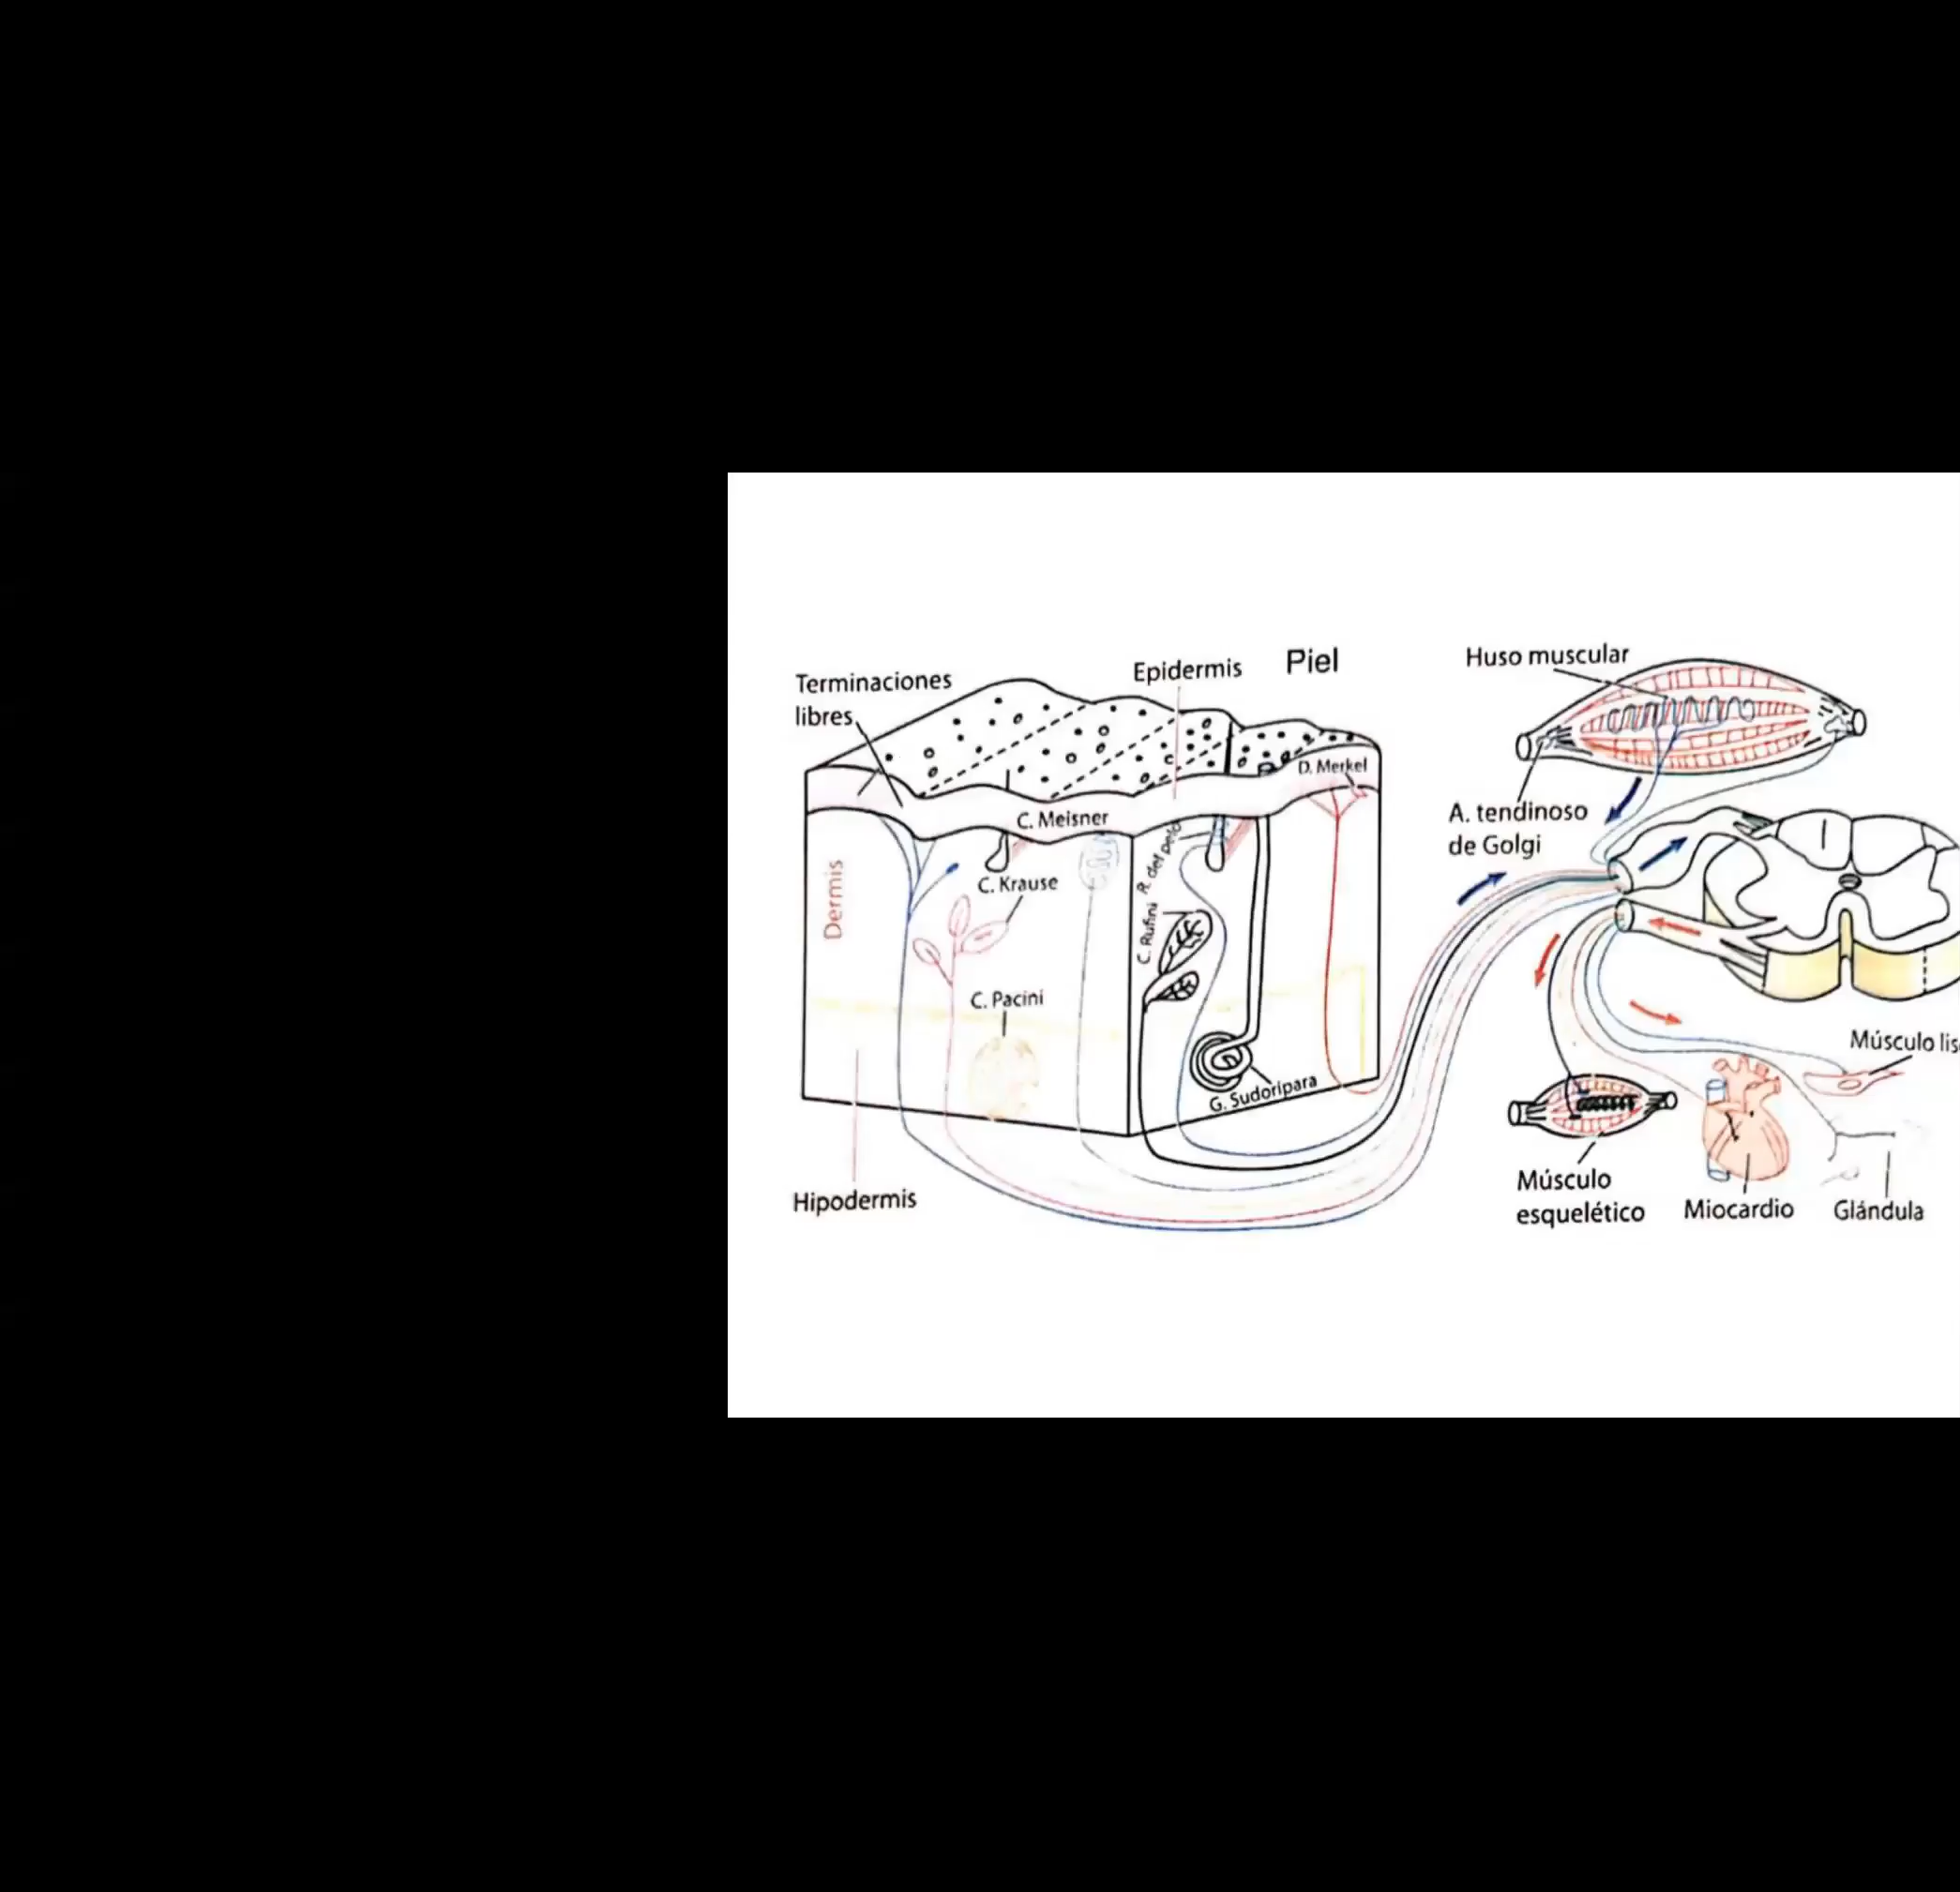 Piel
Terminaciones
libres
Epidermis
D. Merkel
C. Meisner
Dermis
C. Krause
R. del pelo
C. Rufini
C. Pacini
G. Sudorípara
Hipodermis
Huso muscular
A. tendinoso
de Golgi
Músculo lis
Músculo
esquelético
Miocardio
Glándula